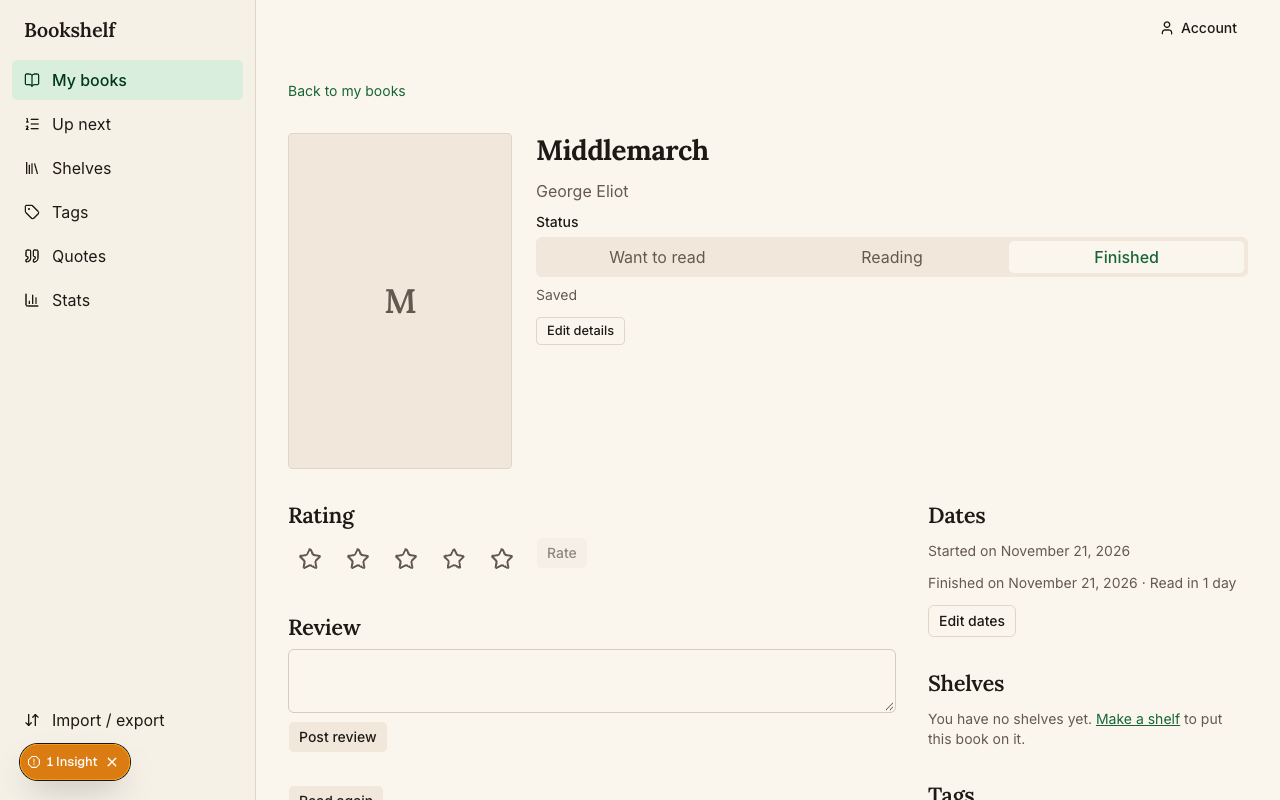 Bookshelf
My books
Up next
Shelves
Tags
Quotes
Stats
Import / export
1 Insight
Account
Back to my books
M
Middlemarch
George Eliot
Status
Want to read
Reading
Finished
Saved
Edit details
Rating
Rate
Review
Post review
Read again
Dates
Started on November 21, 2026
Finished on November 21, 2026 · Read in 1 day
Edit dates
Shelves
You have no shelves yet. Make a shelf to put
this book on it.
Tags